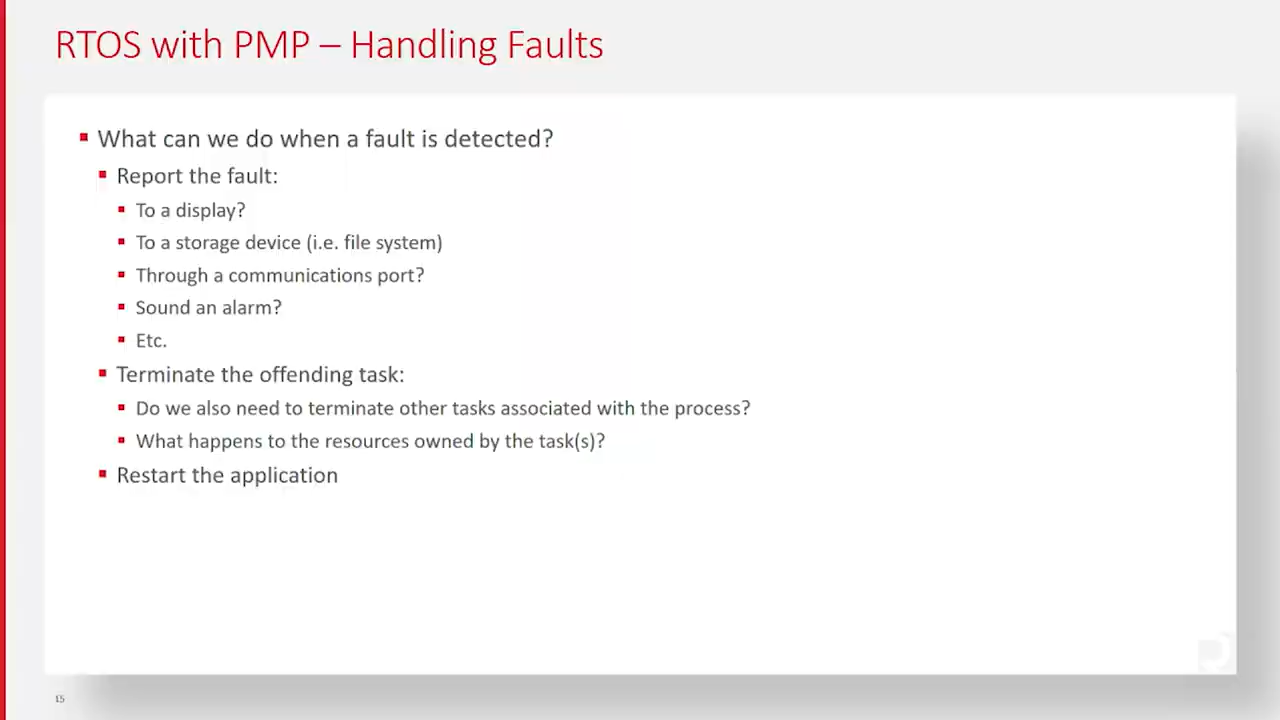 RTOS with PMP – Handling Faults
What can we do when a fault is detected?
Report the fault:
To a display?
To a storage device (i.e. file system)
Through a communications port?
Sound an alarm?
Etc.
Terminate the offending task:
Do we also need to terminate other tasks associated with the process?
What happens to the resources owned by the task(s)?
Restart the application
15